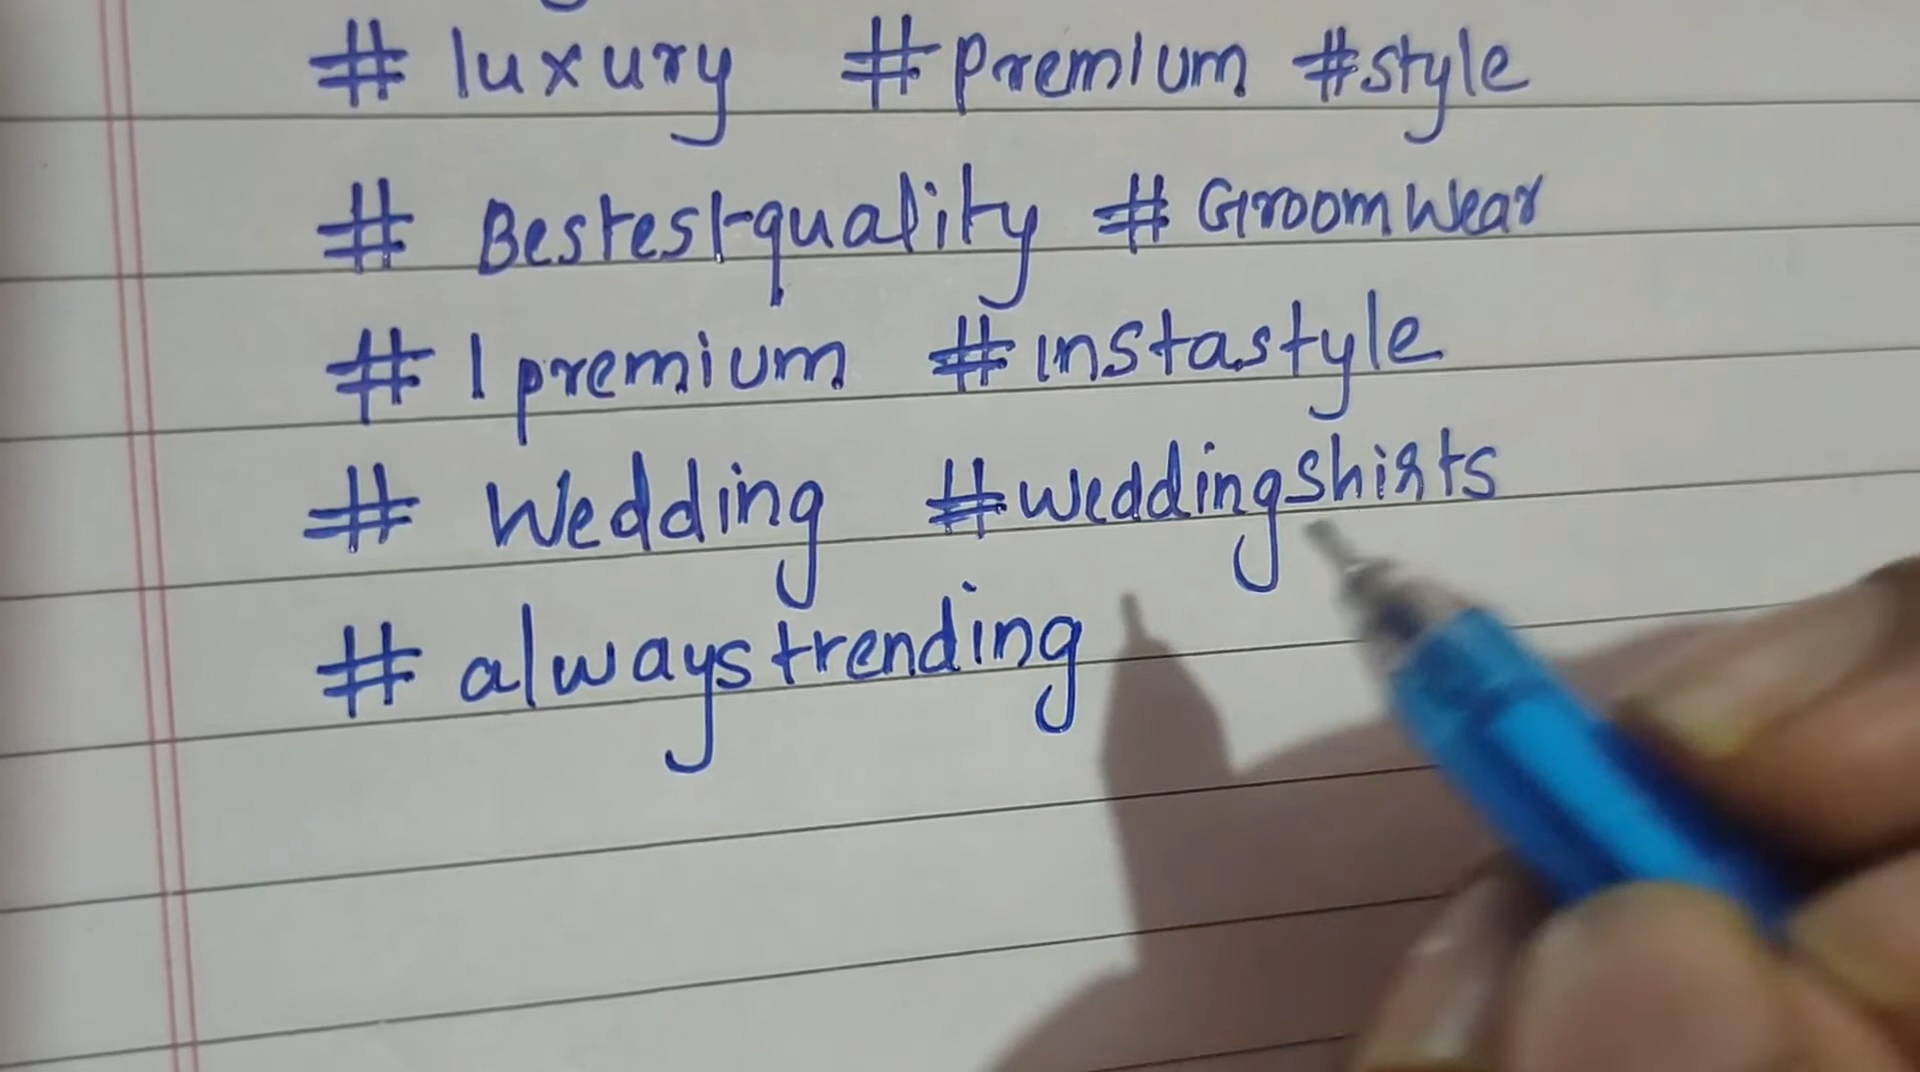 # luxury #premium #style
# Bestest-quality #GroomWear
# 1premium #instastyle
# Wedding #weddingshirts
# alwaystrending